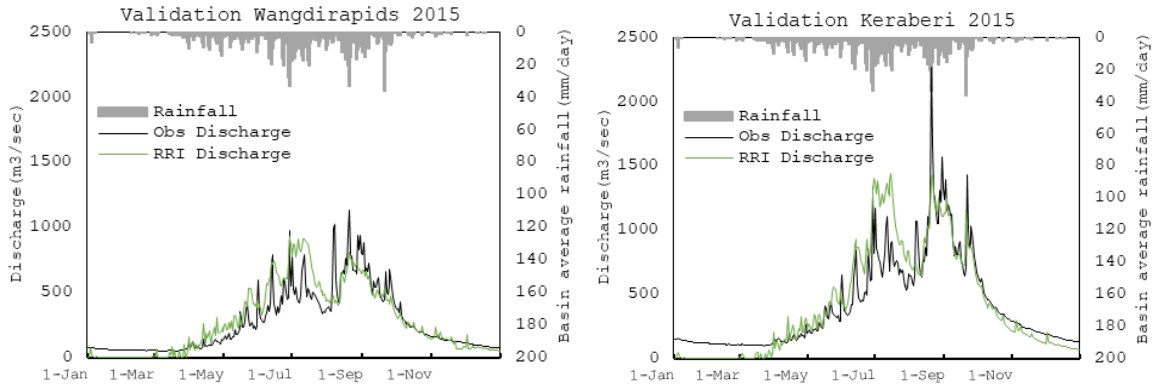 Validation Wangdirapids 2015
2500
2000
1500
1000
500
0
Discharge(m3/sec)
Rainfall
Obs Discharge
RRI Discharge
0
20
40
60
80
100
120
140
160
180
200
Basin average rainfall(mm/day)
1-Jan 1-Mar 1-May 1-Jul 1-Sep 1-Nov
Validation Keraberi 2015
2500
2000
1500
1000
500
0
Discharge(m3/sec)
Rainfall
Obs Discharge
RRI Discharge
0
20
40
60
80
100
120
140
160
180
200
Basin average rainfall(mm/day)
1-Jan 1-Mar 1-May 1-Jul 1-Sep 1-Nov